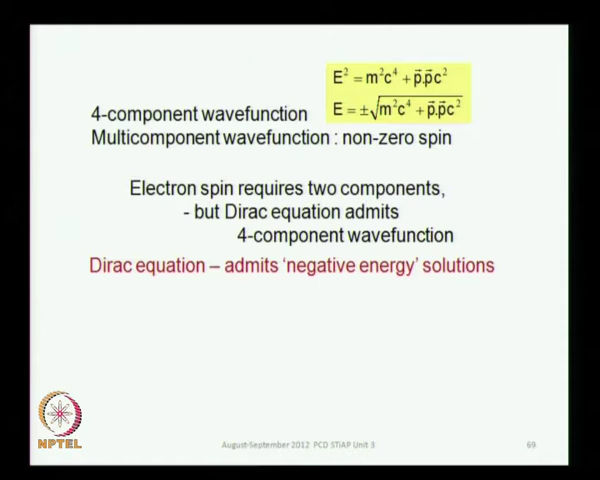 E² = m²c⁴ + p⃗.p⃗c²
E = ±√m²c⁴ + p⃗.p⃗c²
4-component wavefunction
Multicomponent wavefunction : non-zero spin
Electron spin requires two components,
- but Dirac equation admits
4-component wavefunction
Dirac equation – admits ‘negative energy’ solutions
NPTEL
August-September 2012 PCD STiAP Unit 3
69